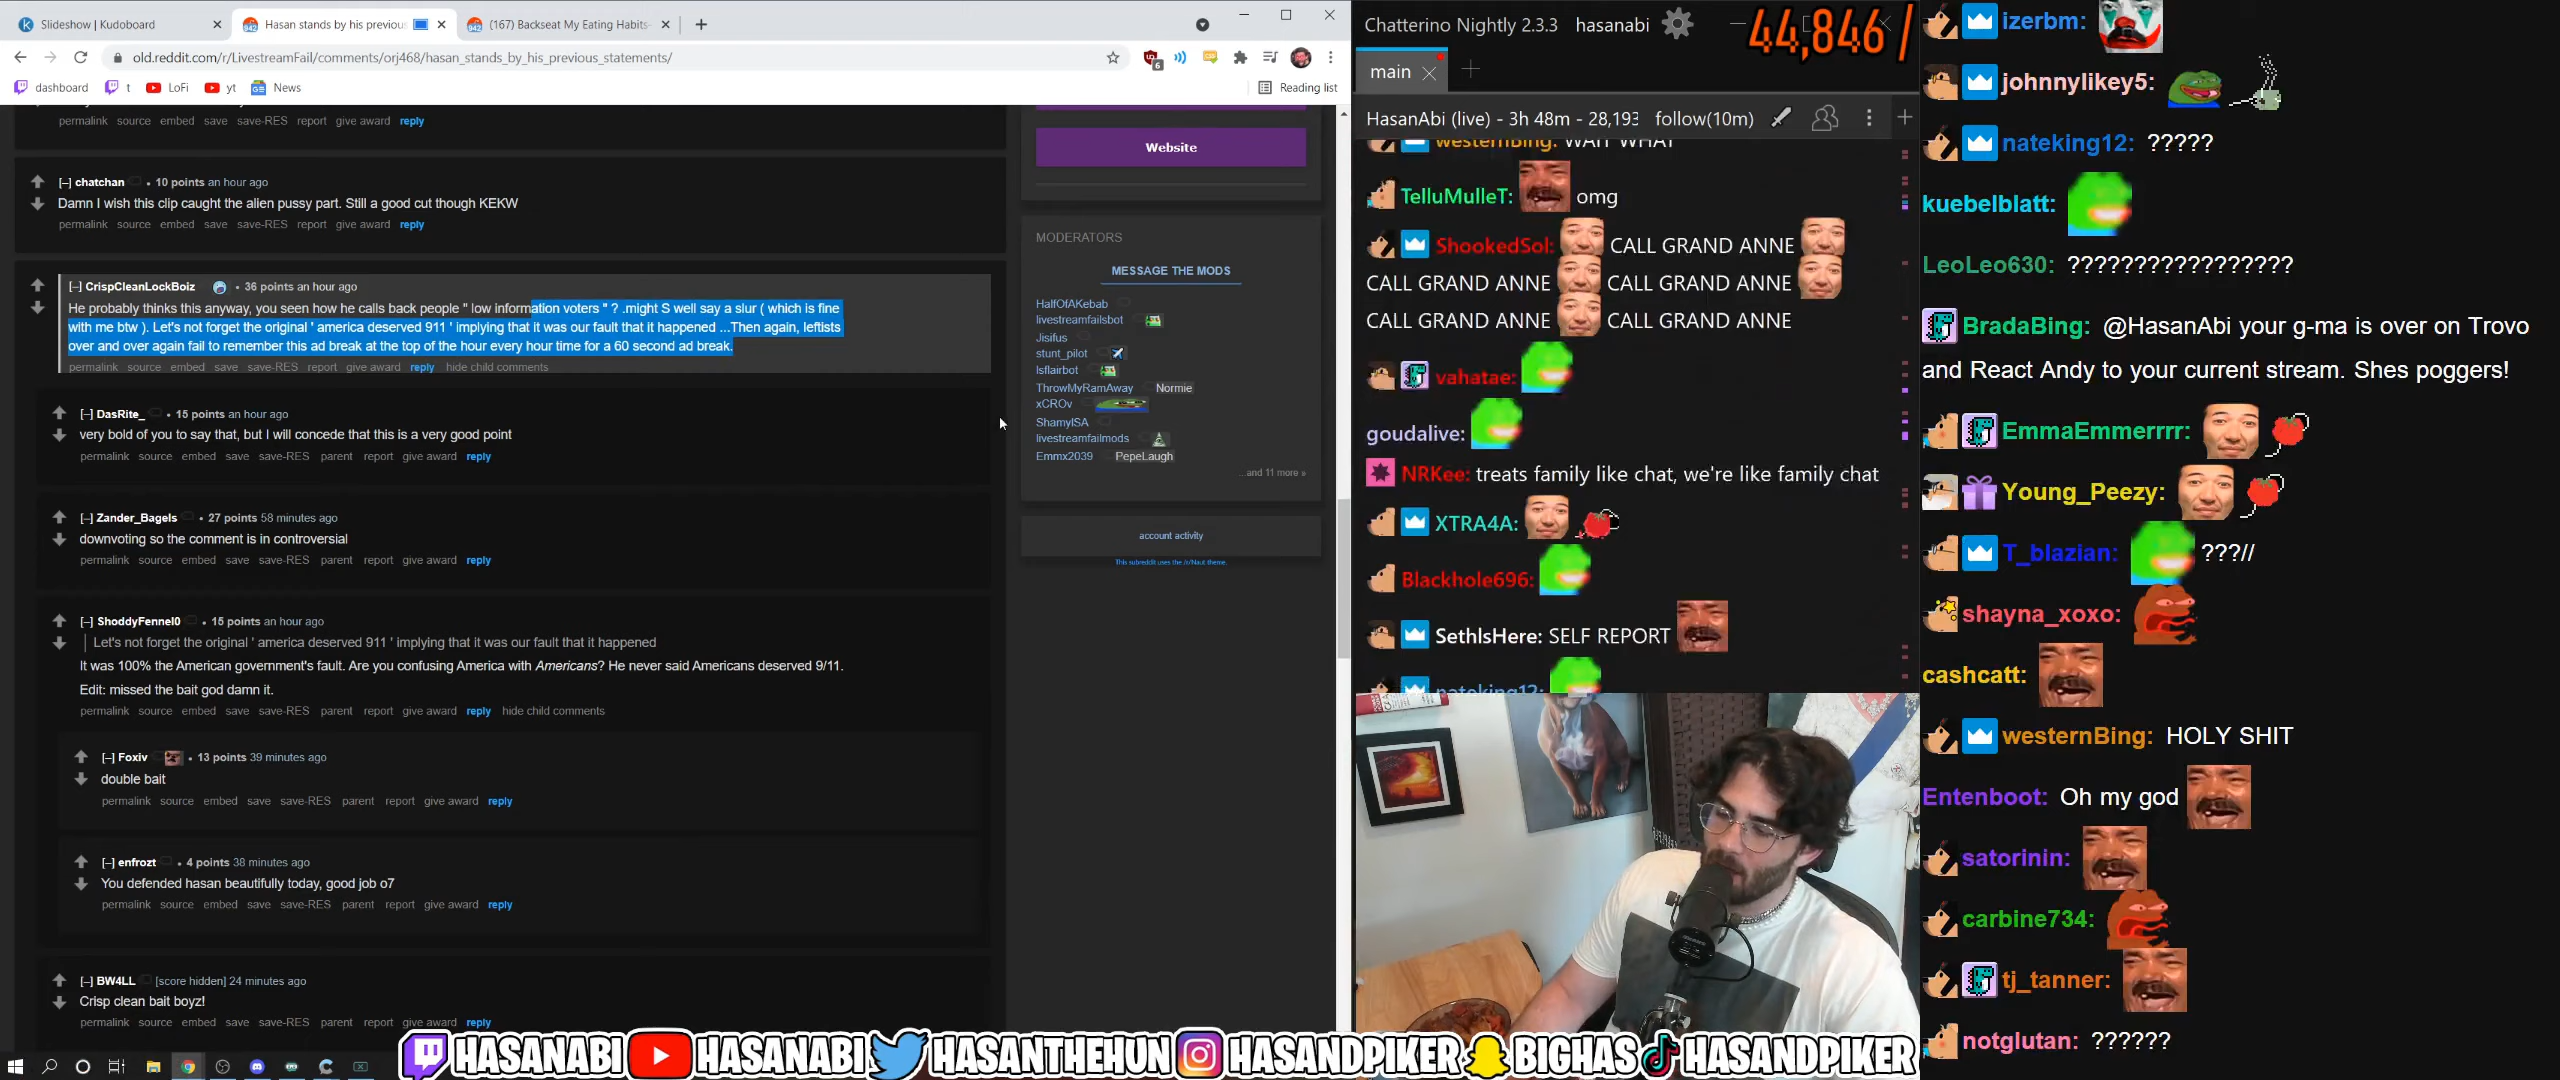 Slideshow | Kudoboard
Hasan stands by his previous
(167) Backseat My Eating Habits
old.reddit.com/r/LivestreamFail/comments/orj468/hasan_stands_by_his_previous_statements/
dashboard t LoFi yt News Reading list
permalink source embed save save-RES report give award reply
[–] chatchan • 10 points an hour ago
Damn I wish this clip caught the alien pussy part. Still a good cut though KEKW
permalink source embed save save-RES report give award reply
[–] CrispCleanLockBoiz • 36 points an hour ago
He probably thinks this anyway, you seen how he calls back people " low information voters " ? .might S well say a slur ( which is fine
with me btw ). Let's not forget the original ' america deserved 911 ' implying that it was our fault that it happened ...Then again, leftists
over and over again fail to remember this ad break at the top of the hour every hour time for a 60 second ad break.
permalink source embed save save-RES report give award reply hide child comments
[–] DasRite_ • 15 points an hour ago
very bold of you to say that, but I will concede that this is a very good point
permalink source embed save save-RES parent report give award reply
[–] Zander_Bagels • 27 points 58 minutes ago
downvoting so the comment is in controversial
permalink source embed save save-RES parent report give award reply
[–] ShoddyFennel0 • 15 points an hour ago
Let's not forget the original ' america deserved 911 ' implying that it was our fault that it happened
It was 100% the American government's fault. Are you confusing America with Americans? He never said Americans deserved 9/11.
Edit: missed the bait god damn it.
permalink source embed save save-RES parent report give award reply hide child comments
[–] Foxiv • 13 points 39 minutes ago
double bait
permalink source embed save save-RES parent report give award reply
[–] enfrozt • 4 points 38 minutes ago
You defended hasan beautifully today, good job o7
permalink source embed save save-RES parent report give award reply
[–] BW4LL [score hidden] 24 minutes ago
Crisp clean bait boyz!
permalink source embed save save-RES parent report give award reply
Website
MODERATORS
MESSAGE THE MODS
HalfOfAKebab
livestreamfailsbot
Jisifus
stunt_pilot
lsflairbot
ThrowMyRamAway Normie
xCROv
ShamyISA
livestreamfailmods
Emmx2039 PepeLaugh
...and 11 more »
account activity
This subreddit uses the /r/Naut theme.
Chatterino Nightly 2.3.3 hasanabi
44,846 /
main
HasanAbi (live) - 3h 48m - 28,193 follow(10m)
westernBing: WAIT WHAT
TelluMulleT: omg
ShookedSol: CALL GRAND ANNE
CALL GRAND ANNE CALL GRAND ANNE
CALL GRAND ANNE CALL GRAND ANNE
vahatae:
goudalive:
NRKee: treats family like chat, we're like family chat
XTRA4A:
Blackhole696:
SethIsHere: SELF REPORT
nateking12:
izerbm:
johnnylikey5:
nateking12: ?????
kuebelblatt:
LeoLeo630: ?????????????????
BradaBing: @HasanAbi your g-ma is over on Trovo
and React Andy to your current stream. Shes poggers!
EmmaEmmerrrr:
Young_Peezy:
T_blazian: ???//
shayna_xoxo:
cashcatt:
westernBing: HOLY SHIT
Entenboot: Oh my god
satorinin:
carbine734:
tj_tanner:
notglutan: ??????
HASANABI HASANABI HASANTHEHUN HASANDPIKER BIGHAS HASANDPIKER